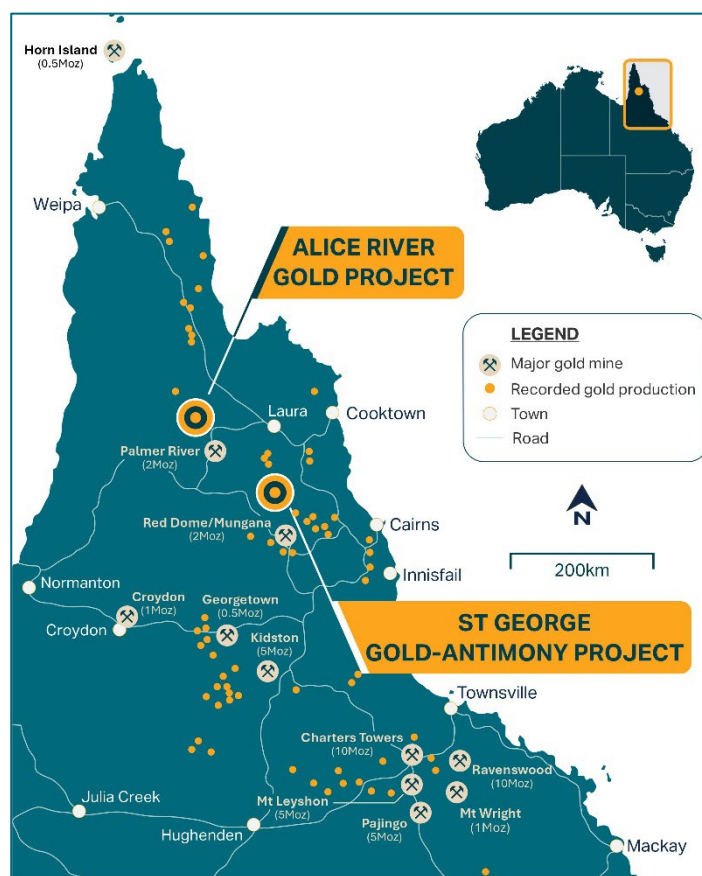 Horn Island
(0.5Moz)
Weipa
ALICE RIVER
GOLD PROJECT
LEGEND
Major gold mine
Recorded gold production
Town
Road
Laura
Cooktown
Palmer River
(2Moz)
N
Red Dome/Mungana
(2Moz)
Cairns
200km
Innisfail
Normanton
Croydon
(1Moz)
Georgetown
(0.5Moz)
Croydon
Kidston
(5Moz)
ST GEORGE
GOLD-ANTIMONY PROJECT
Townsville
Charters Towers
(10Moz)
Ravenswood
(10Moz)
Mt Leyshon
(5Moz)
Julia Creek
Mt Wright
(1Moz)
Pajingo
(5Moz)
Hughenden
Mackay